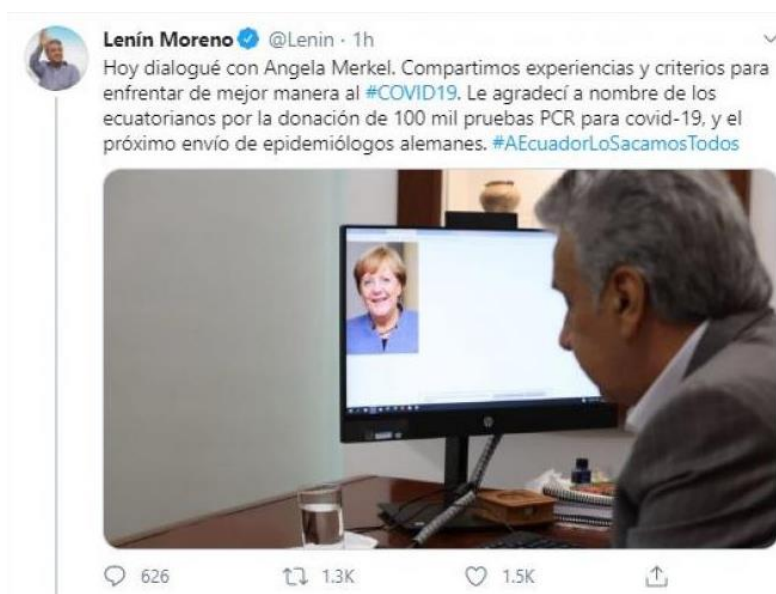 Lenín Moreno @Lenin · 1h
Hoy dialogué con Angela Merkel. Compartimos experiencias y criterios para
enfrentar de mejor manera al #COVID19. Le agradecí a nombre de los
ecuatorianos por la donación de 100 mil pruebas PCR para covid-19, y el
próximo envío de epidemiólogos alemanes. #AEcuadorLoSacamosTodos
hp
626 1.3K 1.5K